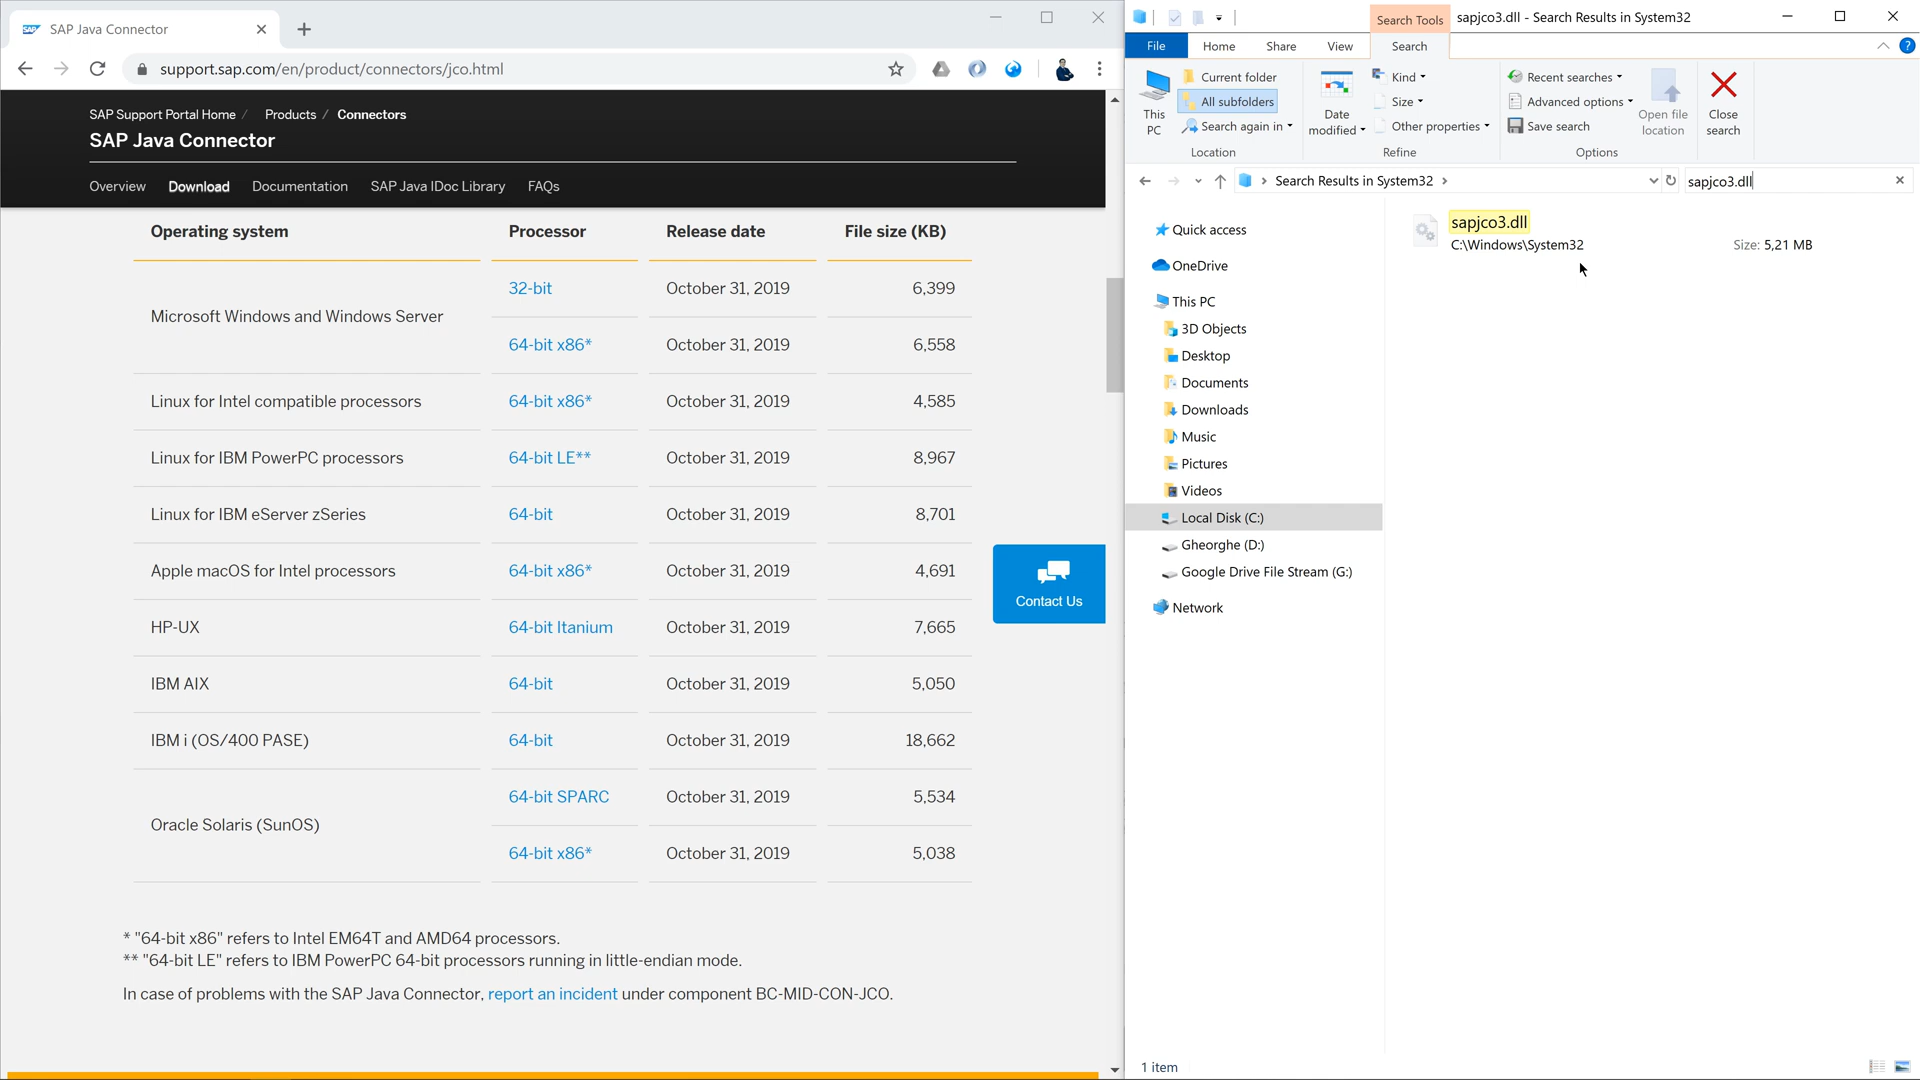 SAP Java Connector
support.sap.com/en/product/connectors/jco.html
SAP Support Portal Home / Products / Connectors
SAP Java Connector
Overview Download Documentation SAP Java IDoc Library FAQs
Operating system Processor Release date File size (KB)
Microsoft Windows and Windows Server
32-bit October 31, 2019 6,399
64-bit x86* October 31, 2019 6,558
Linux for Intel compatible processors 64-bit x86* October 31, 2019 4,585
Linux for IBM PowerPC processors 64-bit LE** October 31, 2019 8,967
Linux for IBM eServer zSeries 64-bit October 31, 2019 8,701
Apple macOS for Intel processors 64-bit x86* October 31, 2019 4,691
HP-UX 64-bit Itanium October 31, 2019 7,665
IBM AIX 64-bit October 31, 2019 5,050
IBM i (OS/400 PASE) 64-bit October 31, 2019 18,662
Oracle Solaris (SunOS)
64-bit SPARC October 31, 2019 5,534
64-bit x86* October 31, 2019 5,038
Contact Us
* "64-bit x86" refers to Intel EM64T and AMD64 processors.
** "64-bit LE" refers to IBM PowerPC 64-bit processors running in little-endian mode.
In case of problems with the SAP Java Connector, report an incident under component BC-MID-CON-JCO.
Search Tools sapjco3.dll - Search Results in System32
File Home Share View Search
This PC
Current folder
All subfolders
Search again in
Location
Date modified
Kind
Size
Other properties
Refine
Recent searches
Advanced options
Save search
Open file location
Options
Close search
Search Results in System32
sapjco3.dll
Quick access
OneDrive
This PC
3D Objects
Desktop
Documents
Downloads
Music
Pictures
Videos
Local Disk (C:)
Gheorghe (D:)
Google Drive File Stream (G:)
Network
sapjco3.dll
C:\Windows\System32 Size: 5,21 MB
1 item